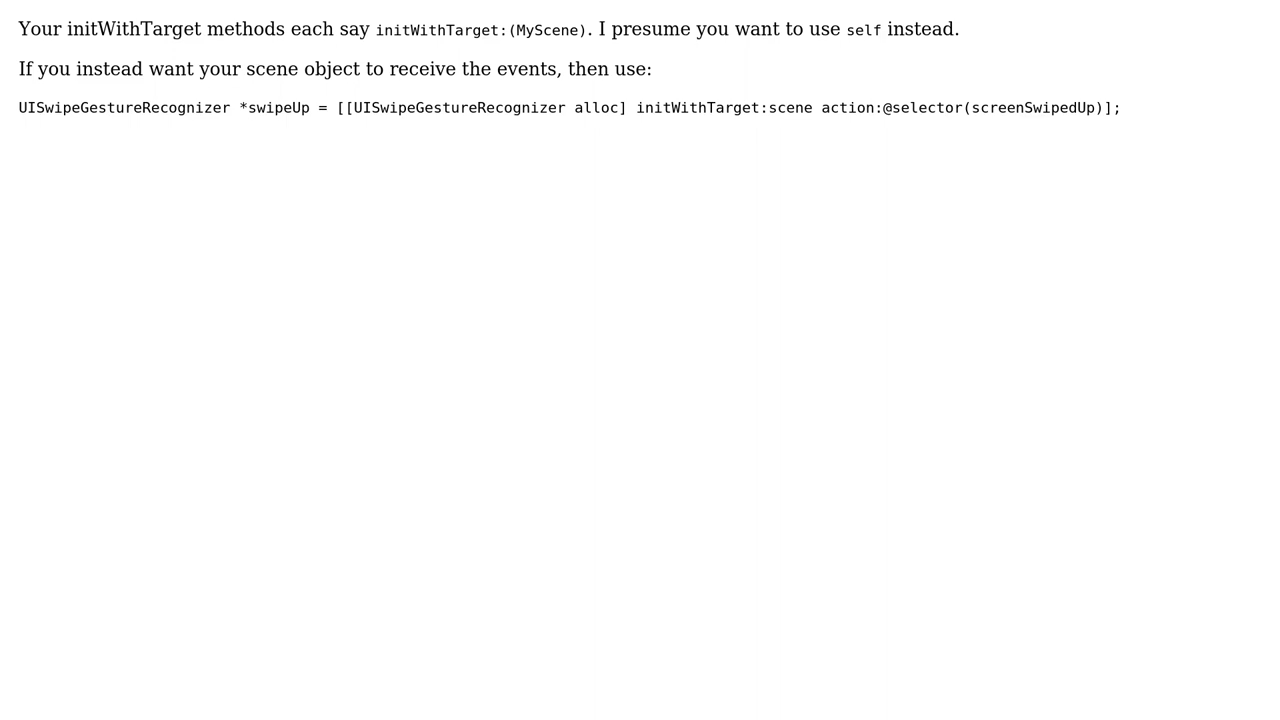 Your initWithTarget methods each say initWithTarget:(MyScene). I presume you want to use self instead.
If you instead want your scene object to receive the events, then use:
UISwipeGestureRecognizer *swipeUp = [[UISwipeGestureRecognizer alloc] initWithTarget:scene action:@selector(screenSwipedUp)];